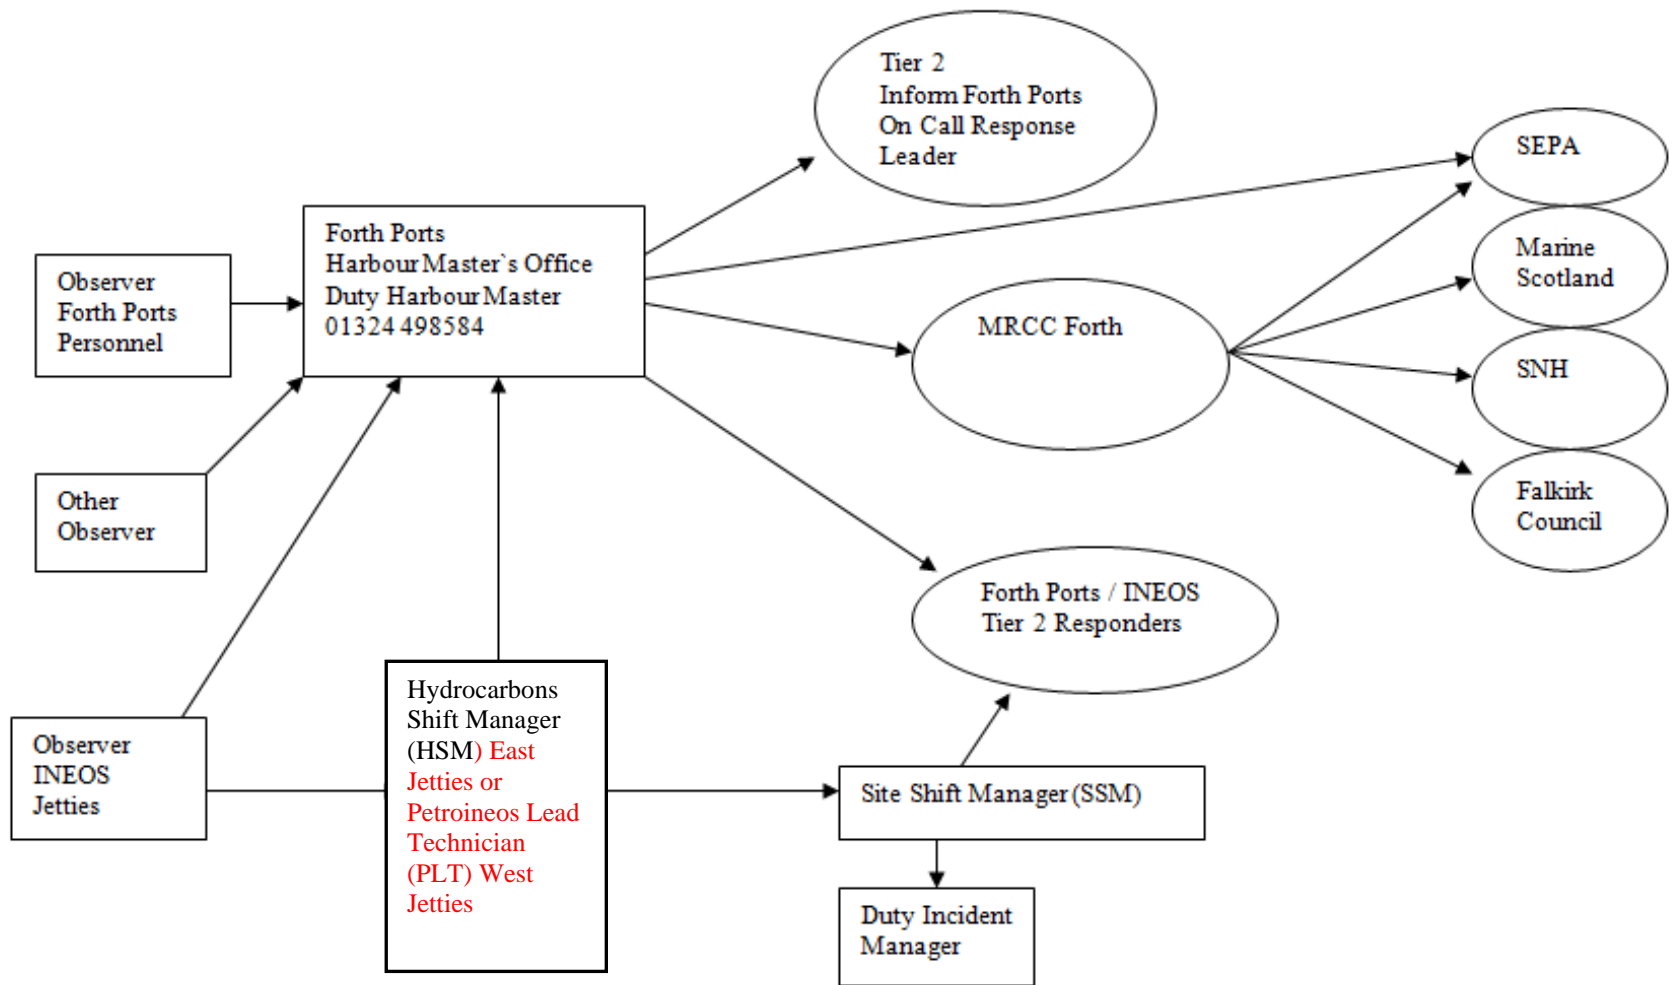 Tier 2
Inform Forth Ports
On Call Response
Leader
SEPA
Forth Ports
Harbour Master`s Office
Duty Harbour Master
01324 498584
Marine
Scotland
Observer
Forth Ports
Personnel
MRCC Forth
SNH
Other
Observer
Falkirk
Council
Forth Ports / INEOS
Tier 2 Responders
Hydrocarbons
Shift Manager
(HSM) East
Jetties or
Petroineos Lead
Technician
(PLT) West
Jetties
Observer
INEOS
Jetties
Site Shift Manager (SSM)
Duty Incident
Manager